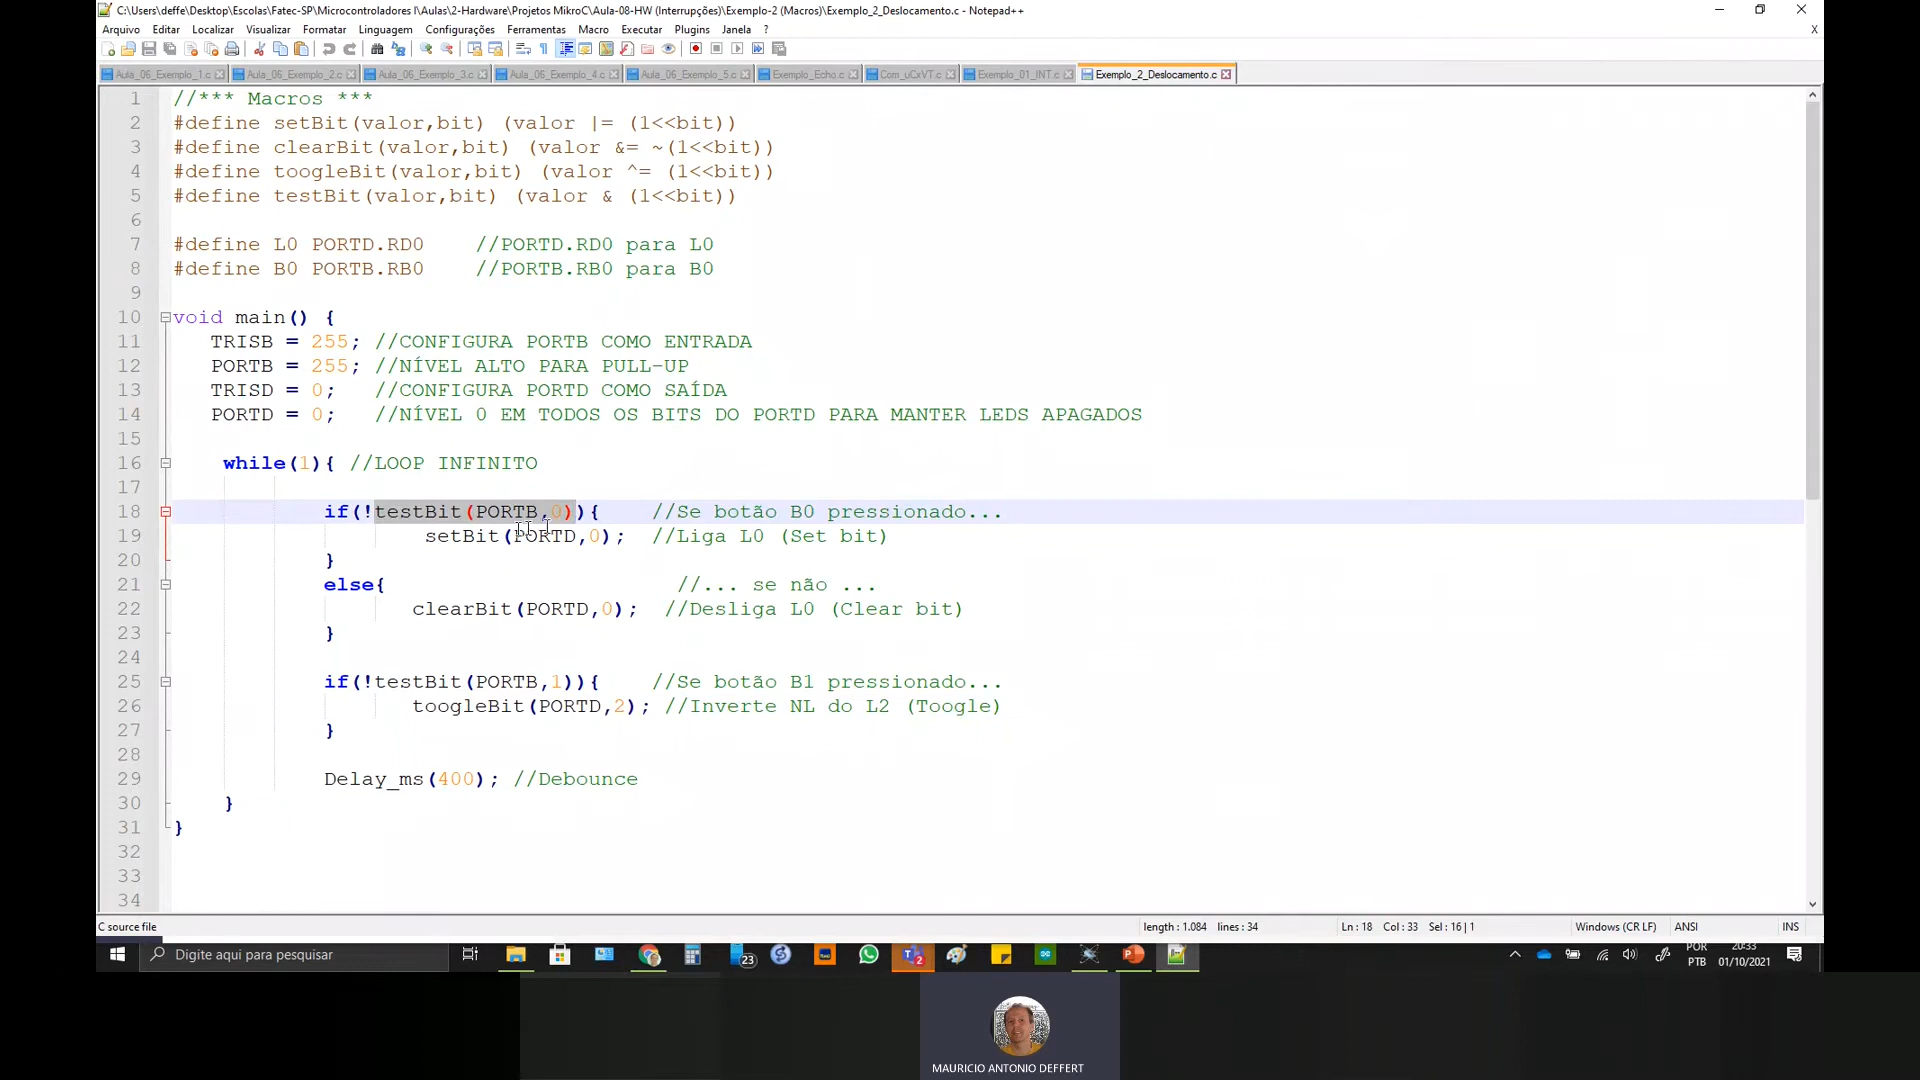 C:\Users\deffe\Desktop\Escolas\Fatec-SP\Microcontroladores I\Aulas\2-Hardware\Projetos MikroC\Aula-08-HW (Interrupções)\Exemplo-2 (Macros)\Exemplo_2_Deslocamento.c - Notepad++
Arquivo Editar Localizar Visualizar Formatar Linguagem Configurações Ferramentas Macro Executar Plugins Janela ? X
Aula_06_Exemplo_1.c Aula_06_Exemplo_2.c Aula_06_Exemplo_3.c Aula_06_Exemplo_4.c Aula_06_Exemplo_5.c Exemplo_Echo.c Com_uCxVT.c Exemplo_01_INT.c Exemplo_2_Deslocamento.c
1 //*** Macros ***
2 #define setBit(valor,bit) (valor |= (1<<bit))
3 #define clearBit(valor,bit) (valor &= ~(1<<bit))
4 #define toogleBit(valor,bit) (valor ^= (1<<bit))
5 #define testBit(valor,bit) (valor & (1<<bit))
6
7 #define L0 PORTD.RD0 //PORTD.RD0 para L0
8 #define B0 PORTB.RB0 //PORTB.RB0 para B0
9
10 void main() {
11 TRISB = 255; //CONFIGURA PORTB COMO ENTRADA
12 PORTB = 255; //NÍVEL ALTO PARA PULL-UP
13 TRISD = 0; //CONFIGURA PORTD COMO SAÍDA
14 PORTD = 0; //NÍVEL 0 EM TODOS OS BITS DO PORTD PARA MANTER LEDS APAGADOS
15
16 while(1){ //LOOP INFINITO
17
18 if(!testBit(PORTB,0)){ //Se botão B0 pressionado...
19 setBit(PORTD,0); //Liga L0 (Set bit)
20 }
21 else{ //... se não ...
22 clearBit(PORTD,0); //Desliga L0 (Clear bit)
23 }
24
25 if(!testBit(PORTB,1)){ //Se botão B1 pressionado...
26 toogleBit(PORTD,2); //Inverte NL do L2 (Toogle)
27 }
28
29 Delay_ms(400); //Debounce
30 }
31 }
32
33
34
C source file length : 1.084 lines : 34 Ln : 18 Col : 33 Sel : 16 | 1 Windows (CR LF) ANSI INS
Digite aqui para pesquisar 23 POR 20:33
PTB 01/10/2021
MAURICIO ANTONIO DEFFERT